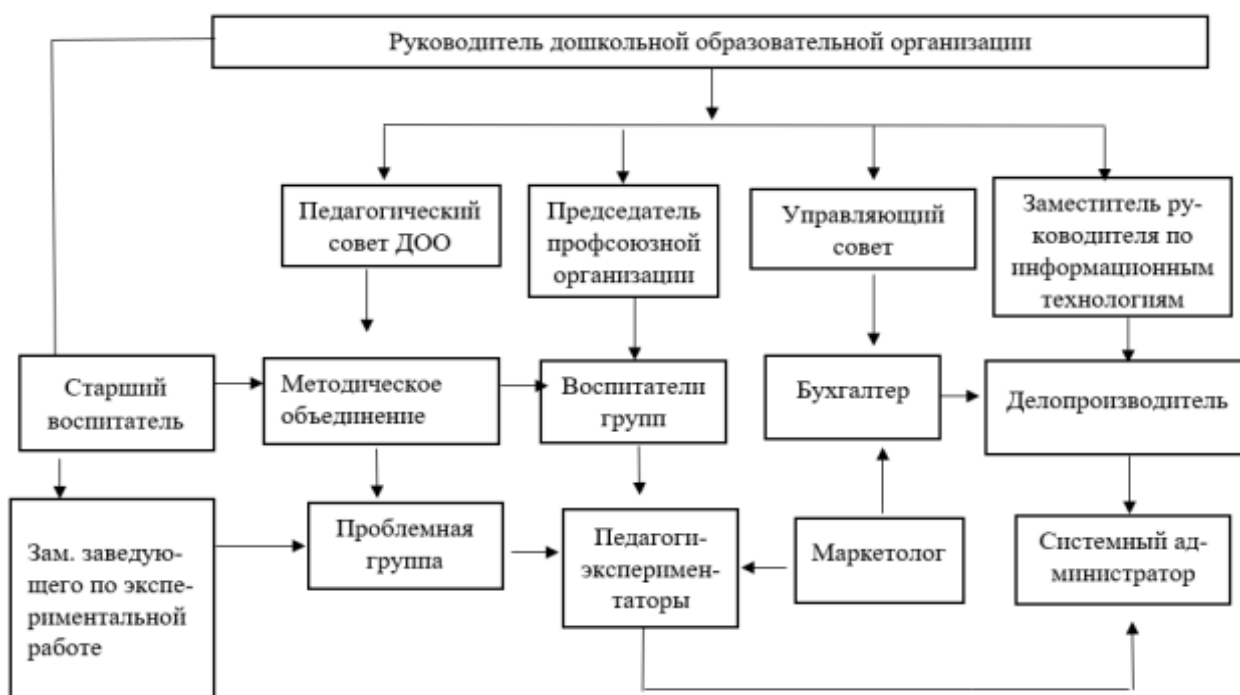 Руководитель дошкольной образовательной организации
Педагогический
совет ДОО
Председатель
профсоюзной
организации
Управляющий
совет
Заместитель ру-
ководителя по
информационным
технологиям
Старший
воспитатель
Методическое
объединение
Воспитатели
групп
Бухгалтер
Делопроизводитель
Зам. заведую-
щего по экспе-
риментальной
работе
Проблемная
группа
Педагоги-
эксперимен-
таторы
Маркетолог
Системный ад-
министратор